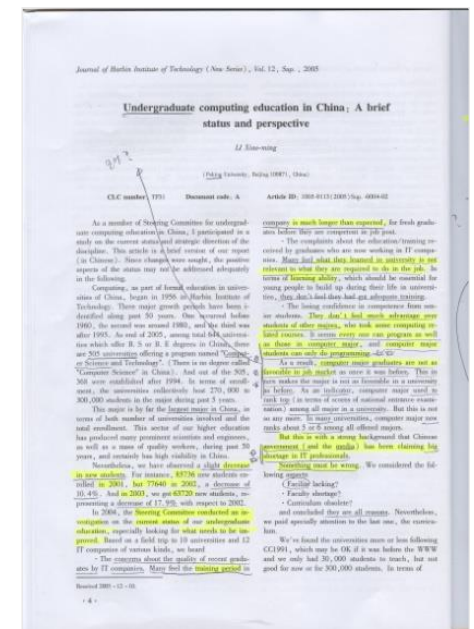 Journal of Harbin Institute of Technology (New Series), Vol. 12, Sup., 2005
Undergraduate computing education in China: A brief
status and perspective
LI Xiao-ming
(Peking University, Beijing 100871, China)
CLC number: TP31 Document code: A Article ID: 1005-9113(2005)Sup.-0004-02
As a member of Steering Committee for undergrad-
uate computing education in China, I participated in a
study on the current status and strategic direction of the
discipline. This article is a brief version of our report
(in Chinese). Since changes were sought, the positive
aspects of the status may not be addressed adequately
in the following.
Computing, as part of formal education in univer-
sities of China, began in 1956 in Harbin Institute of
Technology. Three major growth peaks have been i-
dentified along past 50 years. One occurred before
1960, the second was around 1980, and the third was
after 1995. As end of 2005, among total universi-
ties which offer B. S or B. E degrees in China, there
are 505 universities offering a program named "Comput-
er Science and Technology". (There is no degree called
"Computer Science" in China). And out of the 505,
368 were established after 1994. In terms of enroll-
ment, the universities collectively host 270,000 to
300,000 students in the major during past 5 years.
This major is by far the largest major in China, in
terms of both number of universities involved and the
total enrollment. This sector of our higher education
has produced many prominent scientists and engineers,
as well as a mass of quality workers, during past 50
years, and certainly has high visibility in China.
Nevertheless, we have observed a slight decrease
in new students. For instance, 83736 new students en-
rolled in 2001, but 77640 in 2002, a decrease of
10.4%. And in 2003, we got 63720 new students, re-
presenting a decrease of 17.9% with respect to 2002.
In 2004, the Steering Committee conducted an in-
vestigation on the current status of our undergraduate
education, especially looking for what needs to be im-
proved. Based on a field trip to 10 universities and 12
IT companies of various kinds, we heard
· The concerns about the quality of recent gradu-
ates by IT companies. Many feel the training period in
Received 2005-12-01.
· 4 ·
company is much longer than expected, for fresh gradu-
ates before they are competent in job post.
· The complaints about the education/training re-
ceived by graduates who are now working in IT compa-
nies. Many feel what they learned in university is not
relevant to what they are required to do in the job. In
terms of learning ability, which should be essential for
young people to build up during their life in universi-
ties, they don't feel they had got adequate training.
· The losing confidence in competence from sen-
ior students. They don't feel much advantage over
students of other majors, who took some computing re-
lated courses. It seems every one can program as well
as those in computer major, and computer major
students can only do programming.
As a result, computer major graduates are not as
favorable in job market as once it was before. This in
turn makes the major is not as favorable in a university
as before. As an indicator, computer major used to
rank top (in terms of scores of national entrance exami-
nation) among all major in a university. But this is not
so any more. In many universities, computer major now
ranks about 5 or 6 among all offered majors.
But this is with a strong background that Chinese
government (and the media) has been claiming big
shortage in IT professionals.
Something must be wrong. We considered the fol-
lowing aspects:
· Faculty shortage?
· Curriculum obsolete?
and concluded they are all reasons. Nevertheless,
we paid specially attention to the last one, the curricu-
lum.
We've found the universities more or less following
CC1991, which may be OK if it was before the WWW
and we only had 30,000 students to teach, but not
good for now or for 300,000 students. In terms of